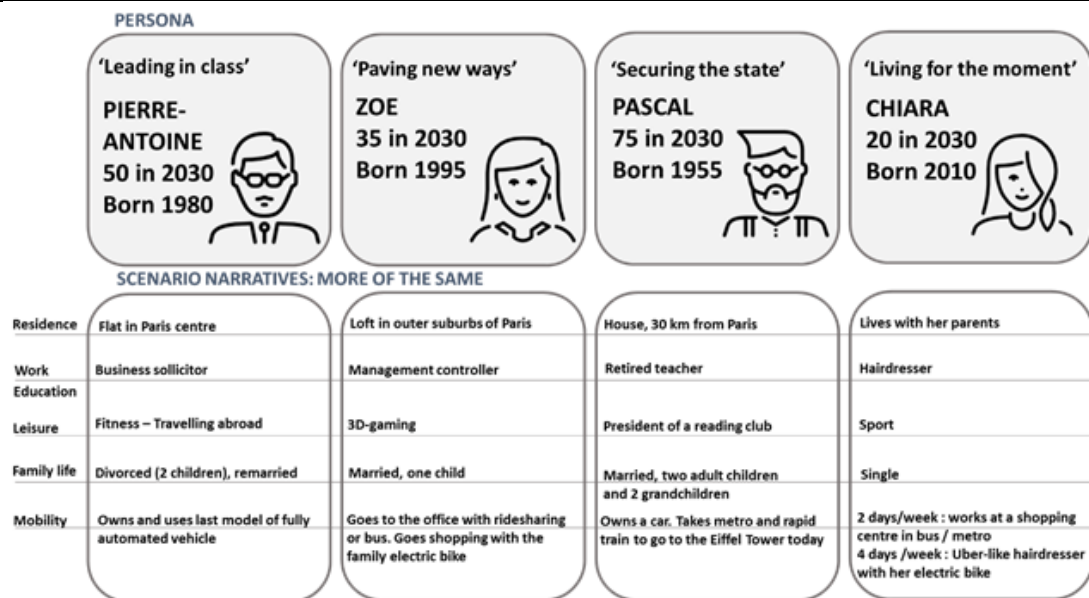 PERSONA
‘Leading in class’
PIERRE-
ANTOINE
50 in 2030
Born 1980
‘Paving new ways’
ZOE
35 in 2030
Born 1995
‘Securing the state’
PASCAL
75 in 2030
Born 1955
‘Living for the moment’
CHIARA
20 in 2030
Born 2010
SCENARIO NARRATIVES: MORE OF THE SAME
Residence
Flat in Paris centre
Loft in outer suburbs of Paris
House, 30 km from Paris
Lives with her parents
Work
Education
Business sollicitor
Management controller
Retired teacher
Hairdresser
Leisure
Fitness – Travelling abroad
3D-gaming
President of a reading club
Sport
Family life
Divorced (2 children), remarried
Married, one child
Married, two adult children
and 2 grandchildren
Single
Mobility
Owns and uses last model of fully
automated vehicle
Goes to the office with ridesharing
or bus. Goes shopping with the
family electric bike
Owns a car. Takes metro and rapid
train to go to the Eiffel Tower today
2 days/week : works at a shopping
centre in bus / metro
4 days /week : Uber-like hairdresser
with her electric bike